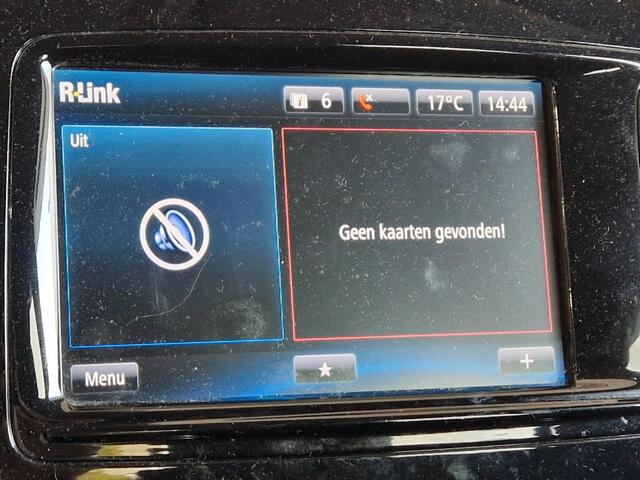 R-Link
6
17°C
14:44
Uit
Geen kaarten gevonden!
Menu